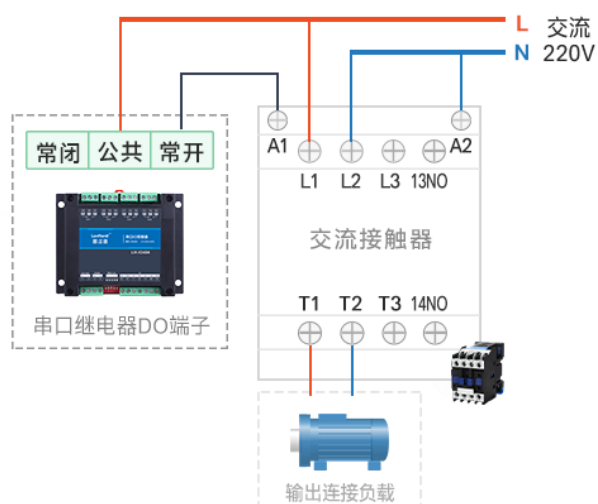 L 交流
N 220V
常闭 公共 常开
A1 A2
L1 L2 L3 13NO
交流接触器
T1 T2 T3 14NO
串口继电器DO端子
输出连接负载